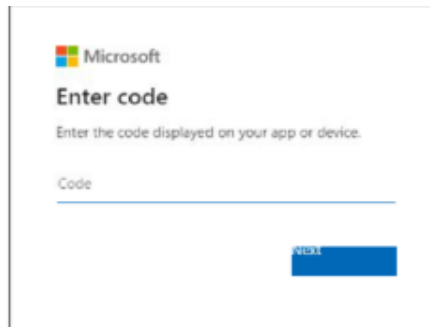 Microsoft
Enter code
Enter the code displayed on your app or device.
Code
Next